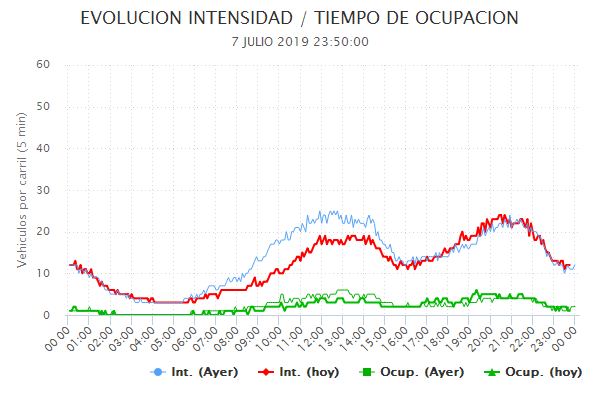 EVOLUCION INTENSIDAD / TIEMPO DE OCUPACION
7 JULIO 2019 23:50:00
Vehiculos por carril (5 min)
60
50
40
30
20
10
0
00:00 01:00 02:00 03:00 04:00 05:00 06:00 07:00 08:00 09:00 10:00 11:00 12:00 13:00 14:00 15:00 16:00 17:00 18:00 19:00 20:00 21:00 22:00 23:00 00:00
Int. (Ayer) Int. (hoy) Ocup. (Ayer) Ocup. (hoy)